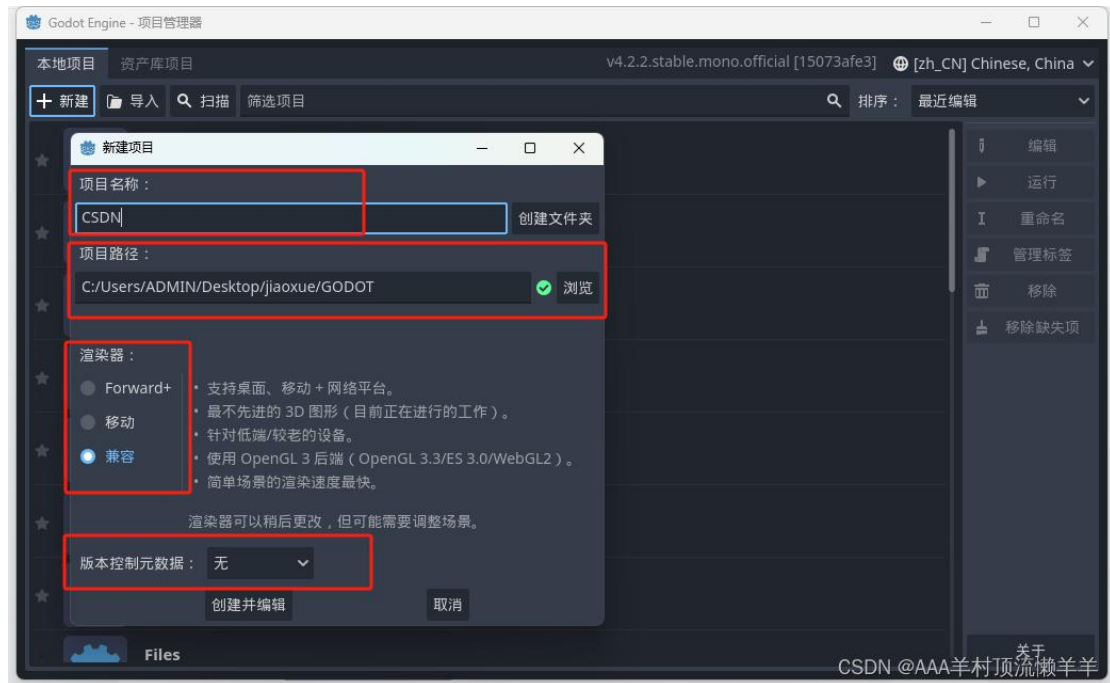 Godot Engine - 项目管理器
本地项目 资产库项目 v4.2.2.stable.mono.official [15073afe3] [zh_CN] Chinese, China
新建 导入 扫描 筛选项目 排序： 最近编辑
新建项目
编辑
项目名称：
运行
CSDN 创建文件夹
重命名
项目路径：
管理标签
C:/Users/ADMIN/Desktop/jiaoxue/GODOT 浏览
移除
移除缺失项
渲染器：
Forward+
移动
兼容
• 支持桌面、移动 + 网络平台。
• 最不先进的 3D 图形（目前正在进行的工作）。
• 针对低端/较老的设备。
• 使用 OpenGL 3 后端（OpenGL 3.3/ES 3.0/WebGL2）。
• 简单场景的渲染速度最快。
渲染器可以稍后更改，但可能需要调整场景。
版本控制元数据： 无
创建并编辑 取消
Files
关于
CSDN @AAA羊村顶流懒羊羊